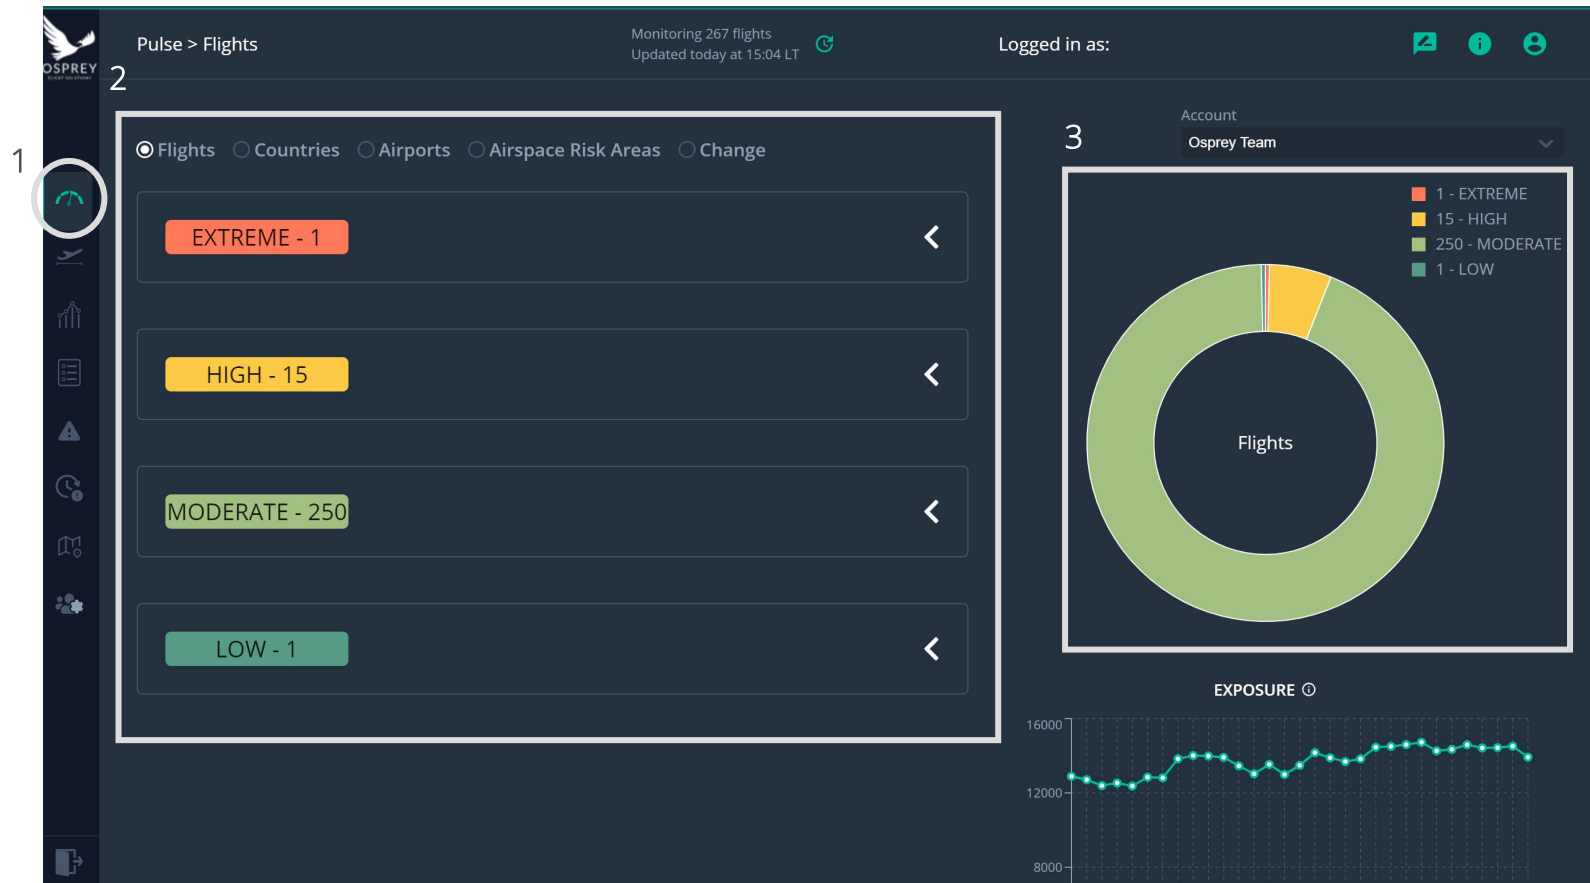 OSPREY
FLIGHT SOLUTIONS
Pulse > Flights
Monitoring 267 flights
Updated today at 15:04 LT
Logged in as:
1
2
3
Flights Countries Airports Airspace Risk Areas Change
EXTREME - 1
HIGH - 15
MODERATE - 250
LOW - 1
Account
Osprey Team
1 - EXTREME
15 - HIGH
250 - MODERATE
1 - LOW
Flights
EXPOSURE
16000
12000
8000